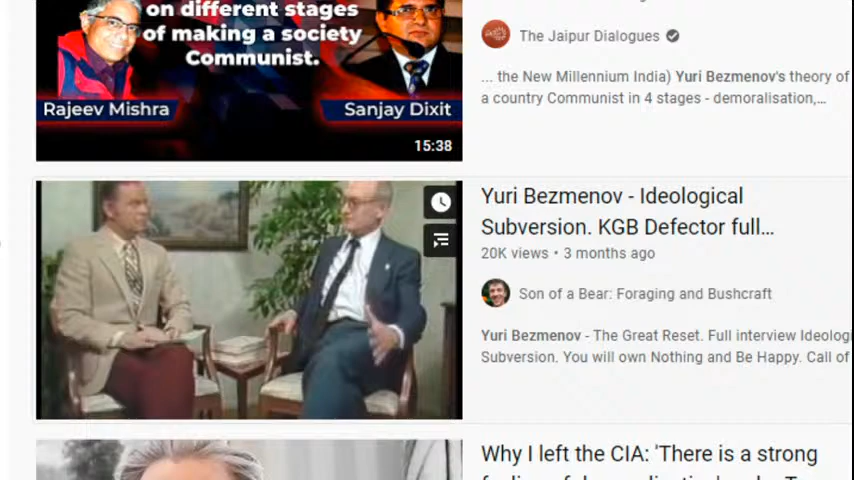 on different stages
of making a society
Communist.
Rajeev Mishra
Sanjay Dixit
15:38
The Jaipur Dialogues
... the New Millennium India) Yuri Bezmenov's theory of
a country Communist in 4 stages - demoralisation,...
Yuri Bezmenov - Ideological
Subversion. KGB Defector full...
20K views • 3 months ago
Son of a Bear: Foraging and Bushcraft
Yuri Bezmenov - The Great Reset. Full interview Ideolog
Subversion. You will own Nothing and Be Happy. Call of
Why I left the CIA: 'There is a strong